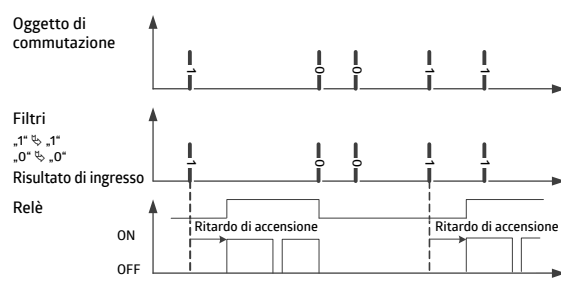 Oggetto di
commutazione
1 0 0 1 1
Filtri
„1“ ⇘ „1“
„0“ ⇘ „0“
1 0 0 1 1
Risultato di ingresso
Relè
Ritardo di accensione Ritardo di accensione
ON
OFF